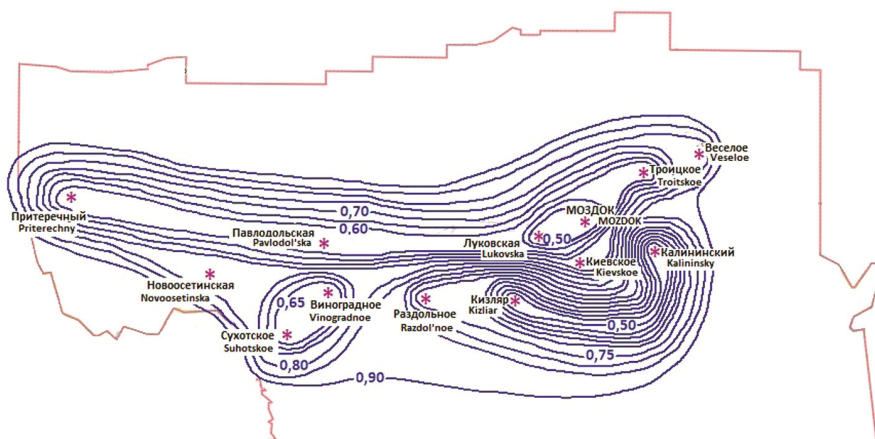 Веселое
Veseloe
Троицкое
Troitskoe
Притеречный
Priterechny
0,70
МОЗДОК
MOZDOK
0,60
Павлодольская
Pavlodol'ska
Луковская
Lukovska
0,50
Калининский
Kalininsky
Киевское
Kievskoe
Новоосетинская
Novoosetinska
0,65
Виноградное
Vinogradnoe
Раздольное
Razdol'noe
Кизляр
Kizliar
0,50
Сухотское
Suhotskoe
0,75
0,80
0,90